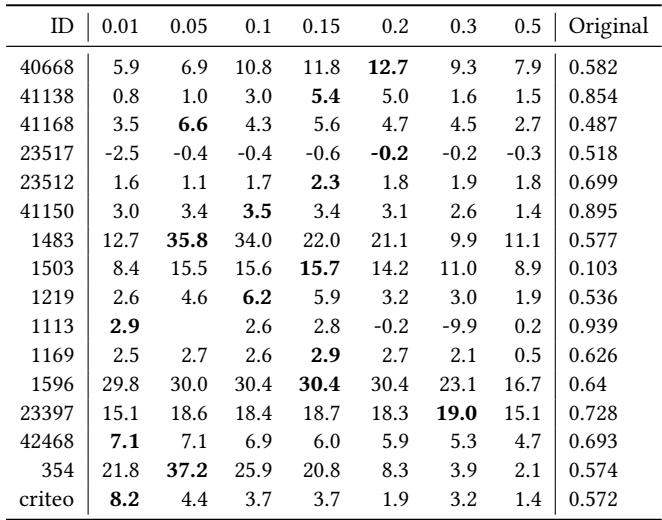 ID 0.01 0.05 0.1 0.15 0.2 0.3 0.5 Original
40668 5.9 6.9 10.8 11.8 12.7 9.3 7.9 0.582
41138 0.8 1.0 3.0 5.4 5.0 1.6 1.5 0.854
41168 3.5 6.6 4.3 5.6 4.7 4.5 2.7 0.487
23517 -2.5 -0.4 -0.4 -0.6 -0.2 -0.2 -0.3 0.518
23512 1.6 1.1 1.7 2.3 1.8 1.9 1.8 0.699
41150 3.0 3.4 3.5 3.4 3.1 2.6 1.4 0.895
1483 12.7 35.8 34.0 22.0 21.1 9.9 11.1 0.577
1503 8.4 15.5 15.6 15.7 14.2 11.0 8.9 0.103
1219 2.6 4.6 6.2 5.9 3.2 3.0 1.9 0.536
1113 2.9 2.6 2.8 -0.2 -9.9 0.2 0.939
1169 2.5 2.7 2.6 2.9 2.7 2.1 0.5 0.626
1596 29.8 30.0 30.4 30.4 30.4 23.1 16.7 0.64
23397 15.1 18.6 18.4 18.7 18.3 19.0 15.1 0.728
42468 7.1 7.1 6.9 6.0 5.9 5.3 4.7 0.693
354 21.8 37.2 25.9 20.8 8.3 3.9 2.1 0.574
criteo 8.2 4.4 3.7 3.7 1.9 3.2 1.4 0.572